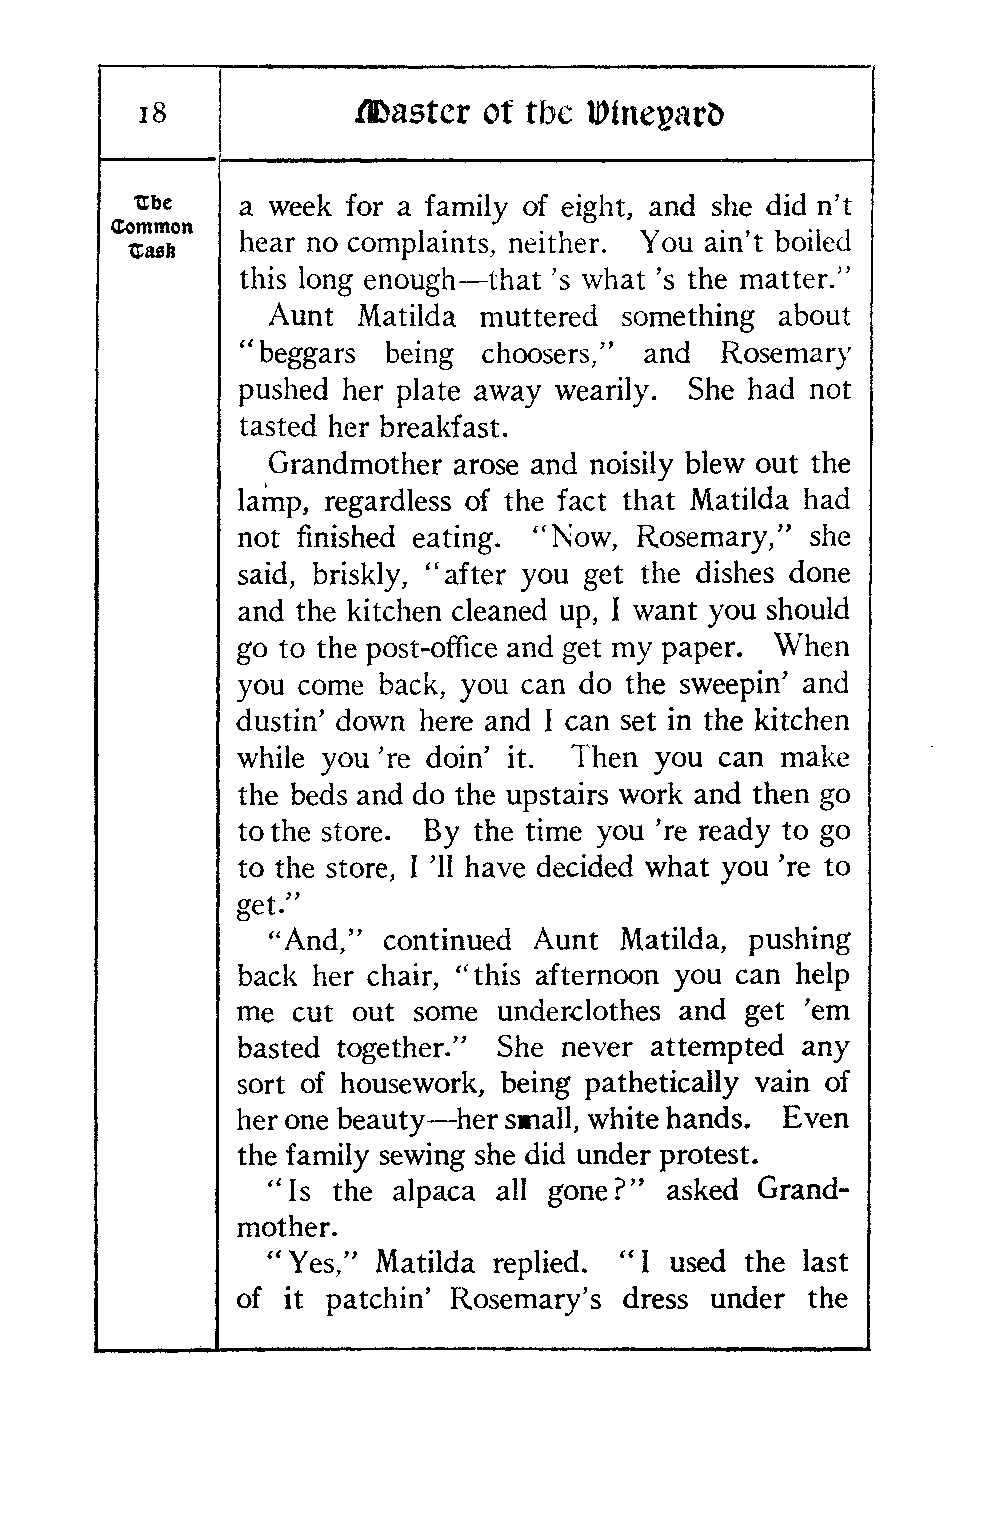 18
Master of the Vineyard
The
Common
Task
a week for a family of eight, and she did n't
hear no complaints, neither. You ain't boiled
this long enough—that 's what 's the matter."
Aunt Matilda muttered something about
"beggars being choosers," and Rosemary
pushed her plate away wearily. She had not
tasted her breakfast.
Grandmother arose and noisily blew out the
lamp, regardless of the fact that Matilda had
not finished eating. "Now, Rosemary," she
said, briskly, "after you get the dishes done
and the kitchen cleaned up, I want you should
go to the post-office and get my paper. When
you come back, you can do the sweepin' and
dustin' down here and I can set in the kitchen
while you 're doin' it. Then you can make
the beds and do the upstairs work and then go
to the store. By the time you 're ready to go
to the store, I 'll have decided what you 're to
get."
"And," continued Aunt Matilda, pushing
back her chair, "this afternoon you can help
me cut out some underclothes and get 'em
basted together." She never attempted any
sort of housework, being pathetically vain of
her one beauty—her small, white hands. Even
the family sewing she did under protest.
"Is the alpaca all gone?" asked Grand-
mother.
"Yes," Matilda replied. "I used the last
of it patchin' Rosemary's dress under the